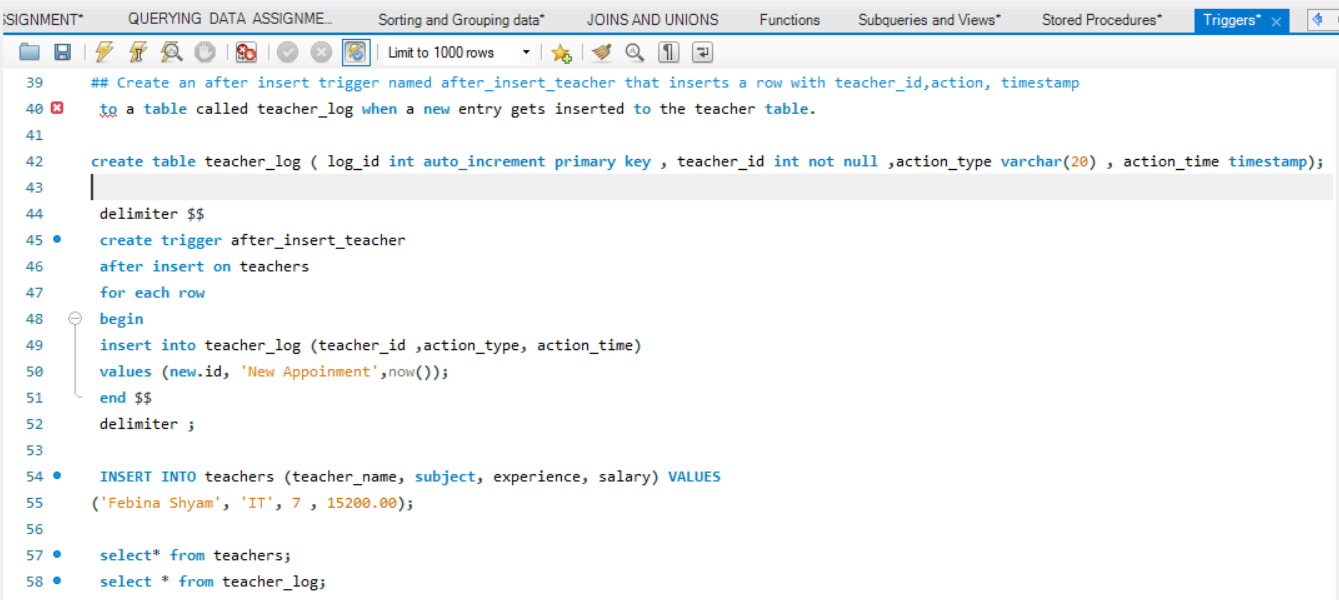 SSIGNMENT* QUERYING DATA ASSIGNME... Sorting and Grouping data* JOINS AND UNIONS Functions Subqueries and Views* Stored Procedures* Triggers* ×
Limit to 1000 rows
39 ## Create an after insert trigger named after_insert_teacher that inserts a row with teacher_id,action, timestamp
40 to a table called teacher_log when a new entry gets inserted to the teacher table.
41
42 create table teacher_log ( log_id int auto_increment primary key , teacher_id int not null ,action_type varchar(20) , action_time timestamp);
43
44 delimiter $$
45 create trigger after_insert_teacher
46 after insert on teachers
47 for each row
48 begin
49 insert into teacher_log (teacher_id ,action_type, action_time)
50 values (new.id, 'New Appoinment',now());
51 end $$
52 delimiter ;
53
54 INSERT INTO teachers (teacher_name, subject, experience, salary) VALUES
55 ('Febina Shyam', 'IT', 7 , 15200.00);
56
57 select* from teachers;
58 select * from teacher_log;